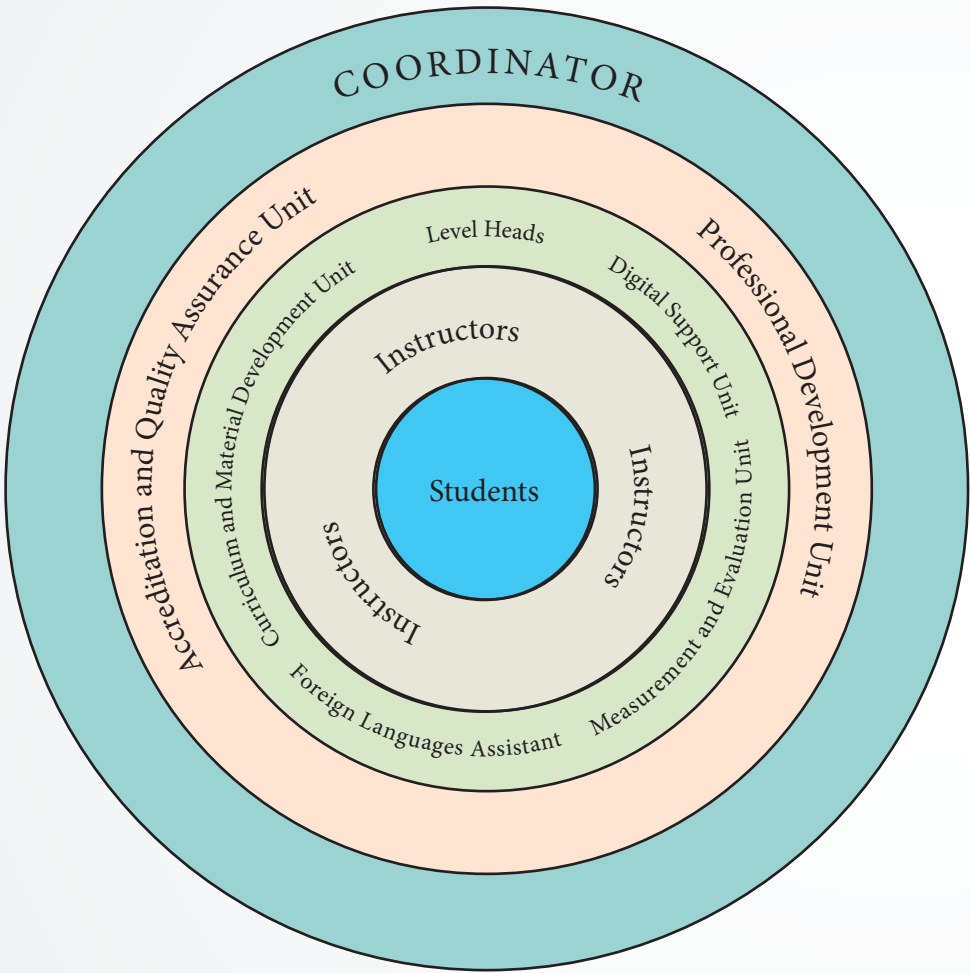 COORDINATOR
Accreditation and Quality Assurance Unit
Professional Development Unit
Level Heads
Curriculum and Material Development Unit
Digital Support Unit
Measurement and Evaluation Unit
Foreign Languages Assistant
Instructors
Instructors
Instructors
Students